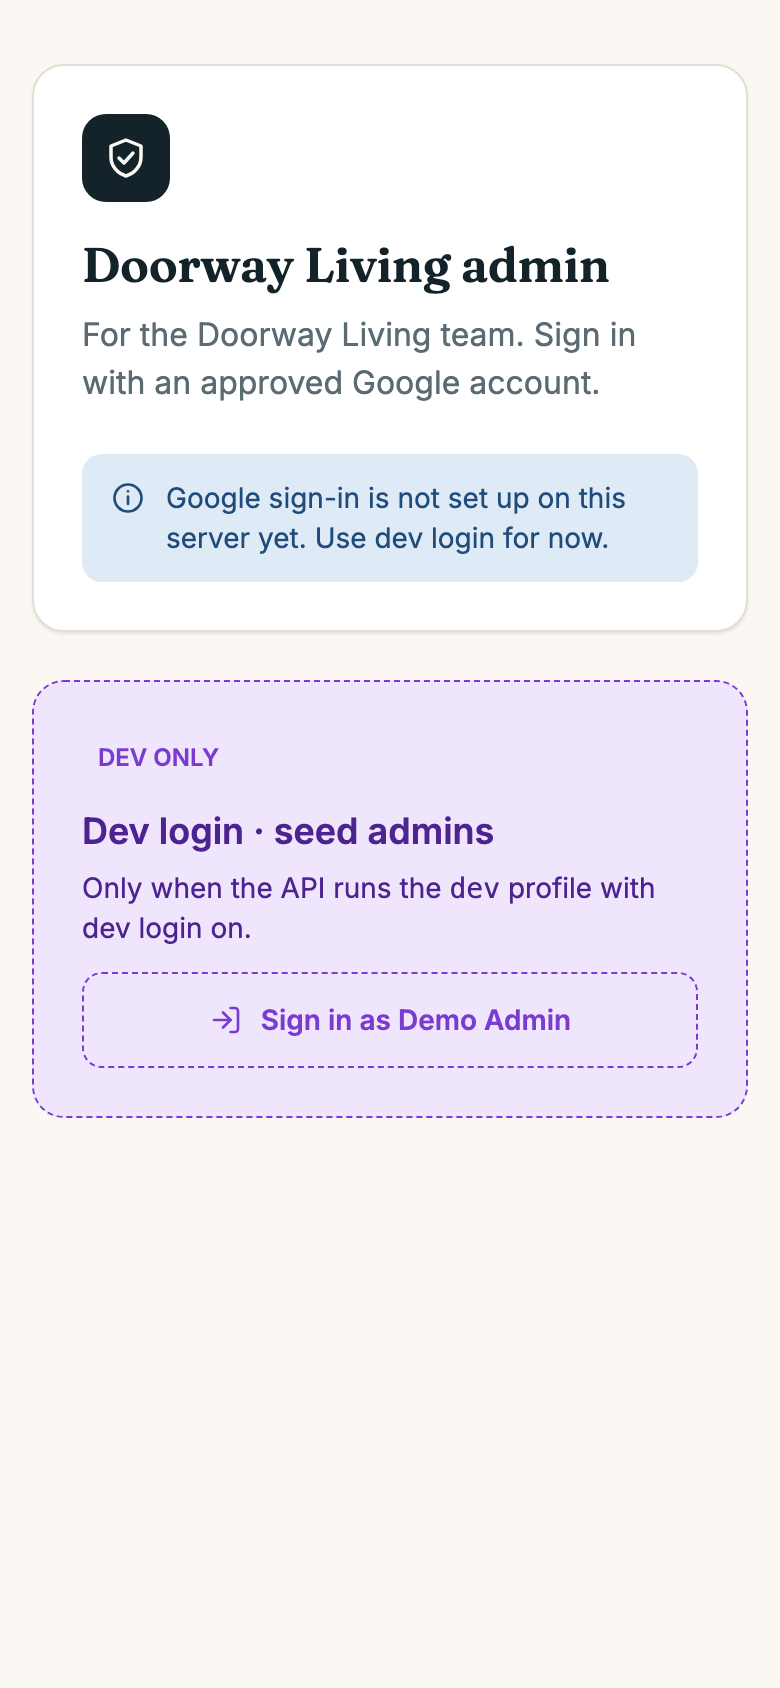 Doorway Living admin
For the Doorway Living team. Sign in
with an approved Google account.
Google sign-in is not set up on this
server yet. Use dev login for now.
DEV ONLY
Dev login · seed admins
Only when the API runs the dev profile with
dev login on.
Sign in as Demo Admin